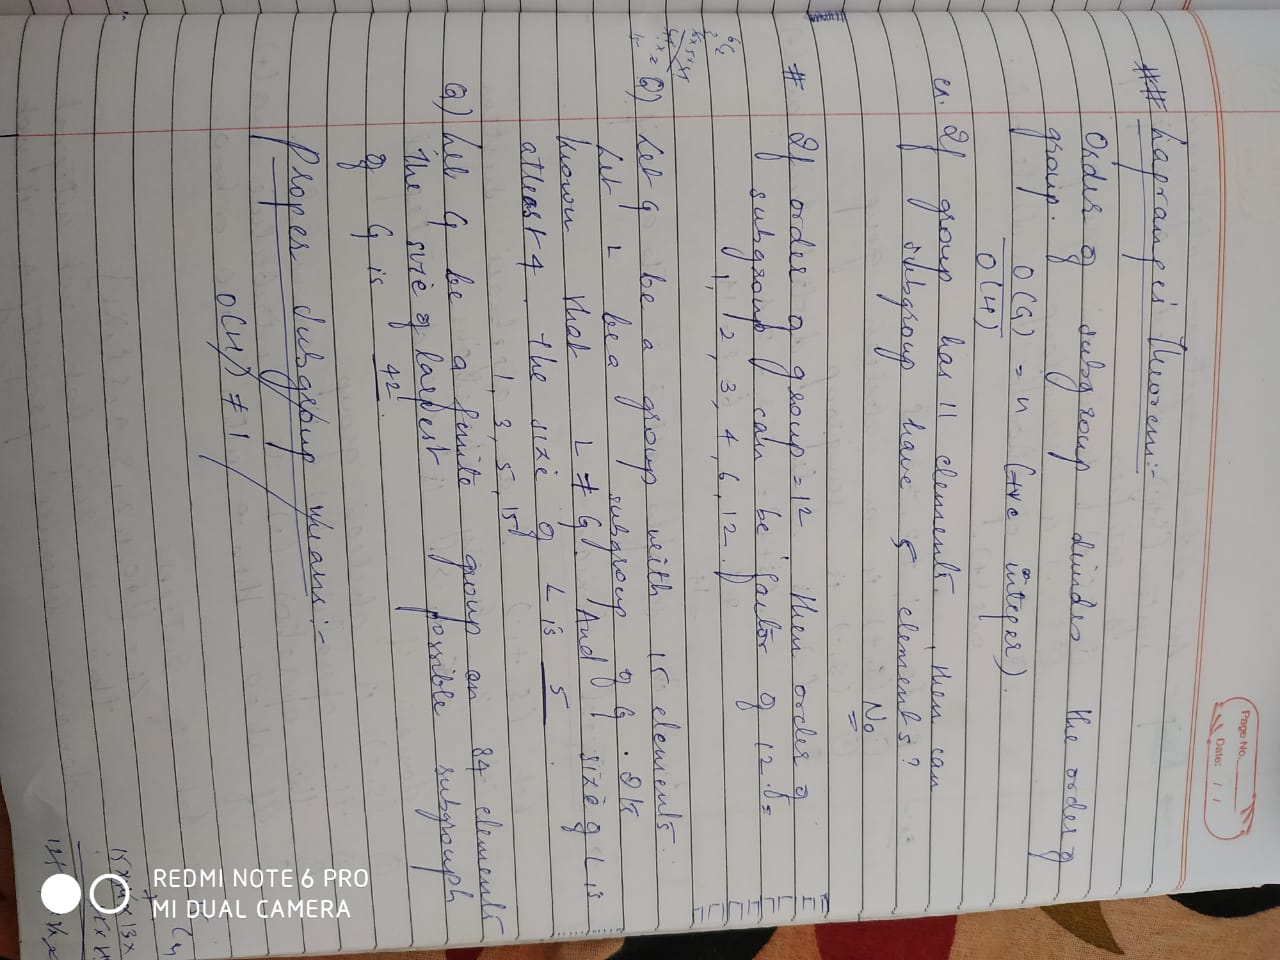 Page No.
Date: / /
## Lagrange's Theorem:-
Order of subgroup divides the order of
group.
O(G) = n (+ve integer).
O(H)
ex. If group has 11 elements, then can
subgroup have 5 elements?
No
# If order of group = 12, then order of
subgroup can be factor of 12. =
1, 2, 3, 4, 6, 12.
⁶C₂
15
Q) Let G be a group with 15 elements.
Let L be a subgroup of G. It
known that L ≠ G. And size of L is
atleast 4. The size of L is 5.
1, 3, 5, 15
Q) Let G be a finite group on 84 elements
The size of largest possible subgroup
of G is 42.
Proper Subgroup means:-
O(H) ≠ 1
REDMI NOTE 6 PRO
MI DUAL CAMERA